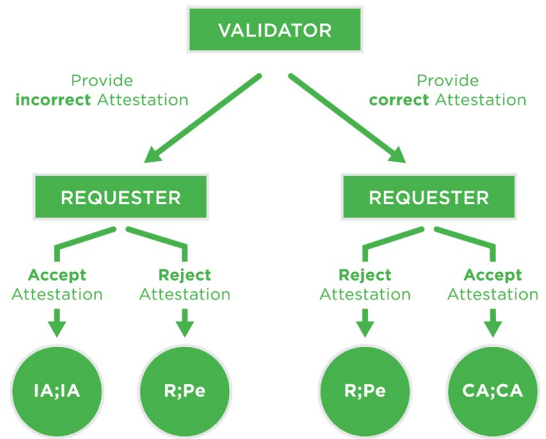 VALIDATOR
Provide
incorrect Attestation
Provide
correct Attestation
REQUESTER
REQUESTER
Accept
Attestation
Reject
Attestation
Reject
Attestation
Accept
Attestation
IA;IA
R;Pe
R;Pe
CA;CA